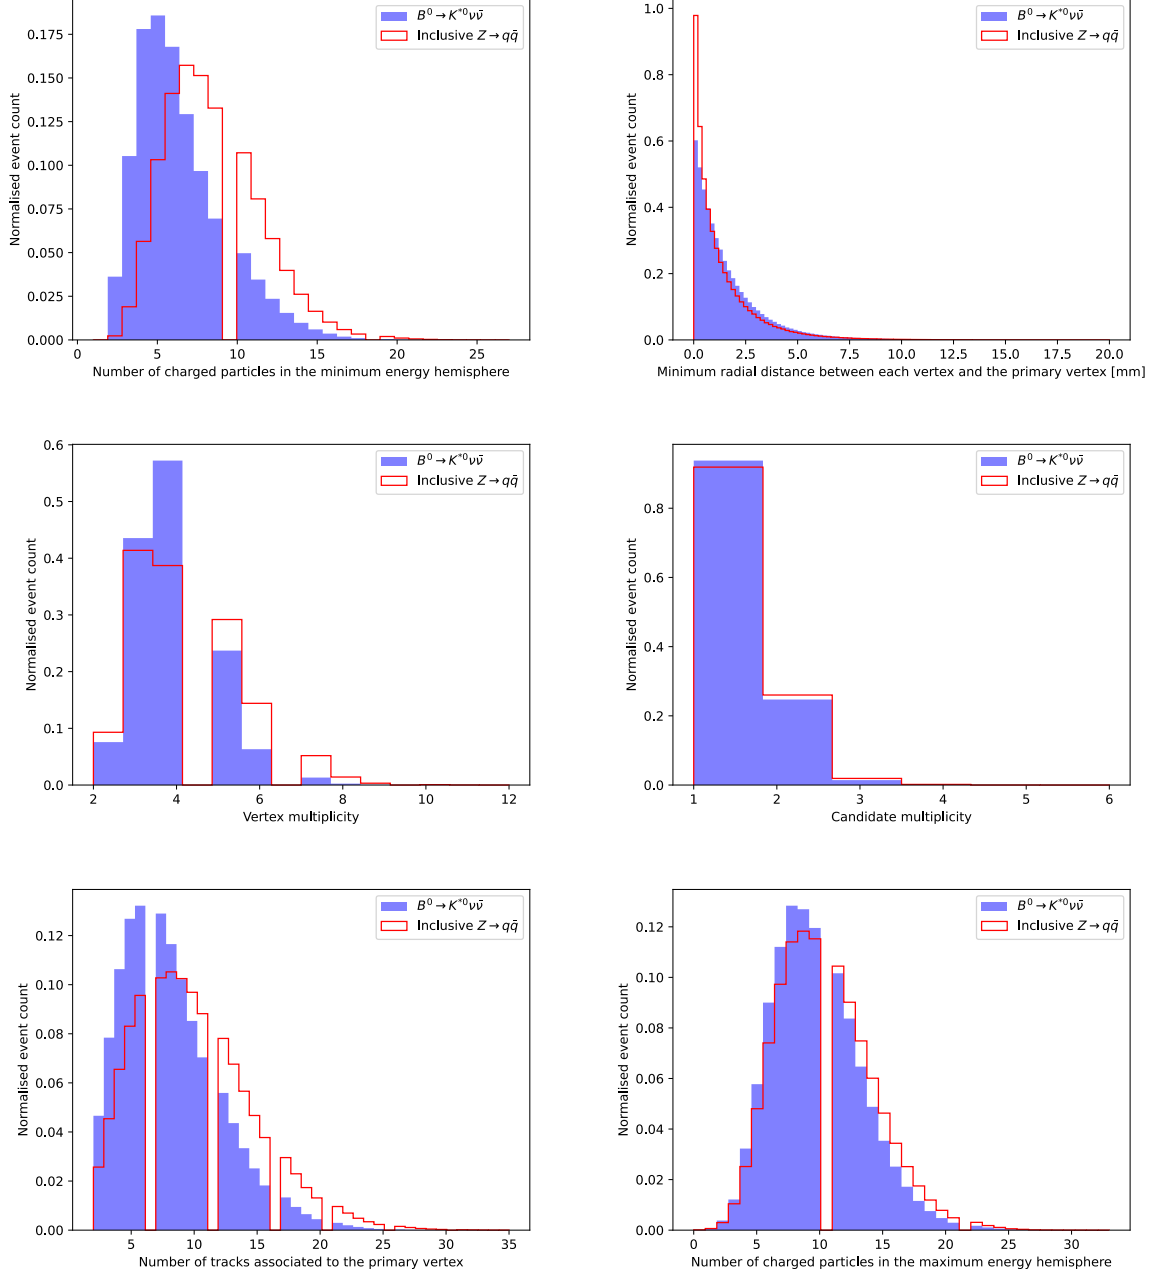 0.175
0.150
0.125
0.100
0.075
0.050
0.025
0.000
0 5 10 15 20 25
Normalised event count
Number of charged particles in the minimum energy hemisphere
B⁰ → K*⁰νν̄
Inclusive Z → qq̄
1.0
0.8
0.6
0.4
0.2
0.0
0.0 2.5 5.0 7.5 10.0 12.5 15.0 17.5 20.0
Normalised event count
Minimum radial distance between each vertex and the primary vertex [mm]
B⁰ → K*⁰νν̄
Inclusive Z → qq̄
0.6
0.5
0.4
0.3
0.2
0.1
0.0
2 4 6 8 10 12
Normalised event count
Vertex multiplicity
B⁰ → K*⁰νν̄
Inclusive Z → qq̄
0.8
0.6
0.4
0.2
0.0
1 2 3 4 5 6
Normalised event count
Candidate multiplicity
B⁰ → K*⁰νν̄
Inclusive Z → qq̄
0.12
0.10
0.08
0.06
0.04
0.02
0.00
5 10 15 20 25 30 35
Normalised event count
Number of tracks associated to the primary vertex
B⁰ → K*⁰νν̄
Inclusive Z → qq̄
0.12
0.10
0.08
0.06
0.04
0.02
0.00
0 5 10 15 20 25 30
Normalised event count
Number of charged particles in the maximum energy hemisphere
B⁰ → K*⁰νν̄
Inclusive Z → qq̄